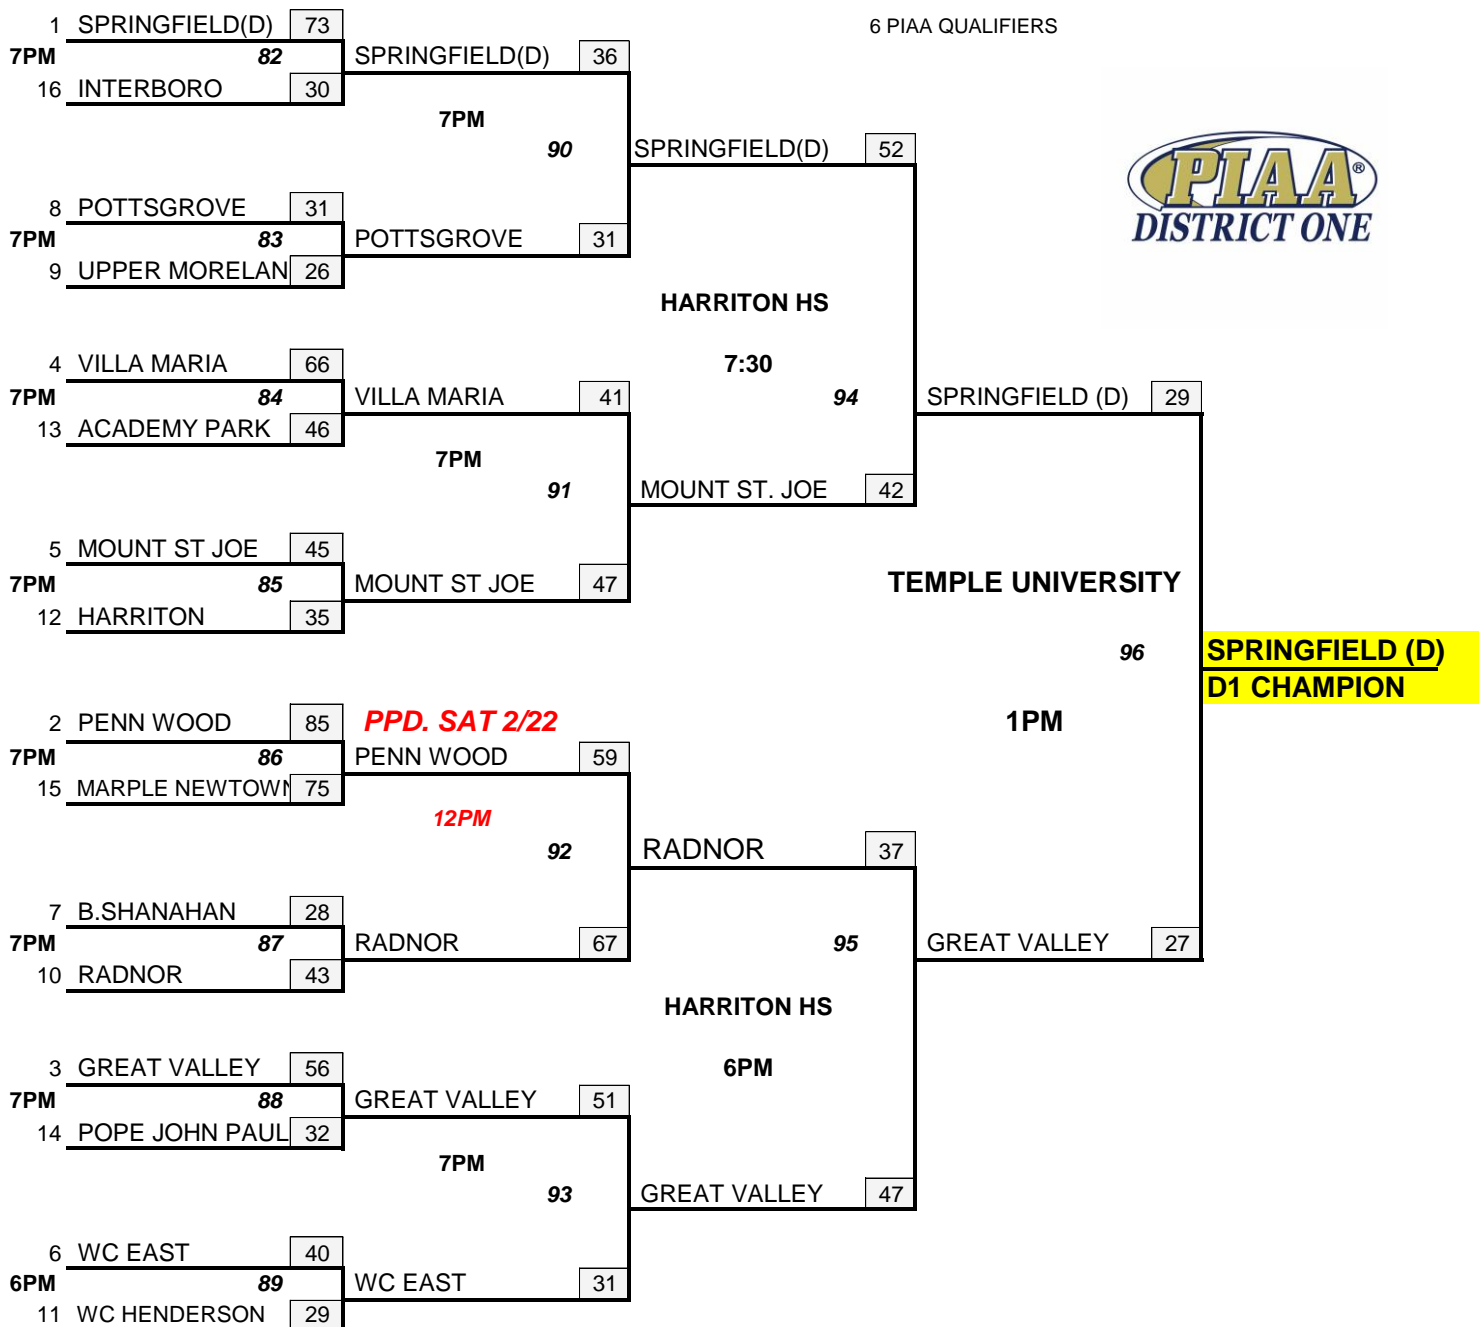 1 SPRINGFIELD(D) 73
6 PIAA QUALIFIERS
7PM 82 SPRINGFIELD(D) 36
16 INTERBORO 30
7PM
90 SPRINGFIELD(D) 52
PIAA®
DISTRICT ONE
8 POTTSGROVE 31
7PM 83 POTTSGROVE 31
9 UPPER MORELAN 26
HARRITON HS
4 VILLA MARIA 66
7:30
7PM 84 VILLA MARIA 41
94 SPRINGFIELD (D) 29
13 ACADEMY PARK 46
7PM
91 MOUNT ST. JOE 42
5 MOUNT ST JOE 45
7PM 85 MOUNT ST JOE 47
TEMPLE UNIVERSITY
12 HARRITON 35
96 SPRINGFIELD (D)
D1 CHAMPION
2 PENN WOOD 85 PPD. SAT 2/22
1PM
7PM 86 PENN WOOD 59
15 MARPLE NEWTOWN 75
12PM
92 RADNOR 37
7 B.SHANAHAN 28
7PM 87 RADNOR 67
95 GREAT VALLEY 27
10 RADNOR 43
HARRITON HS
3 GREAT VALLEY 56
6PM
7PM 88 GREAT VALLEY 51
14 POPE JOHN PAUL 32
7PM
93 GREAT VALLEY 47
6 WC EAST 40
6PM 89 WC EAST 31
11 WC HENDERSON 29